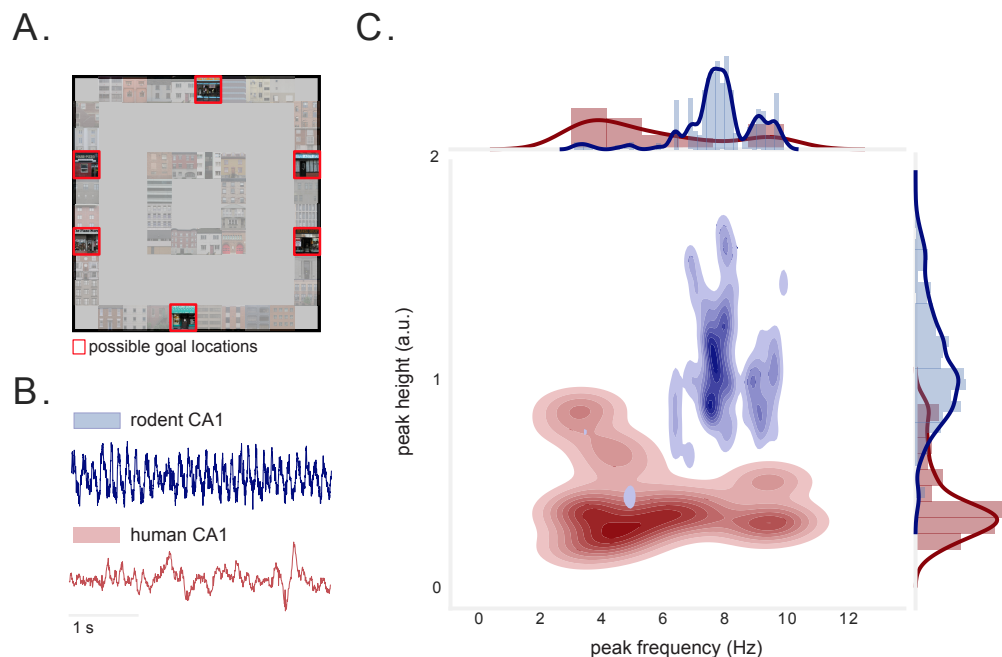 A.
possible goal locations
B.
rodent CA1
human CA1
1 s
C.
2
1
0
peak height (a.u.)
0 2 4 6 8 10 12
peak frequency (Hz)